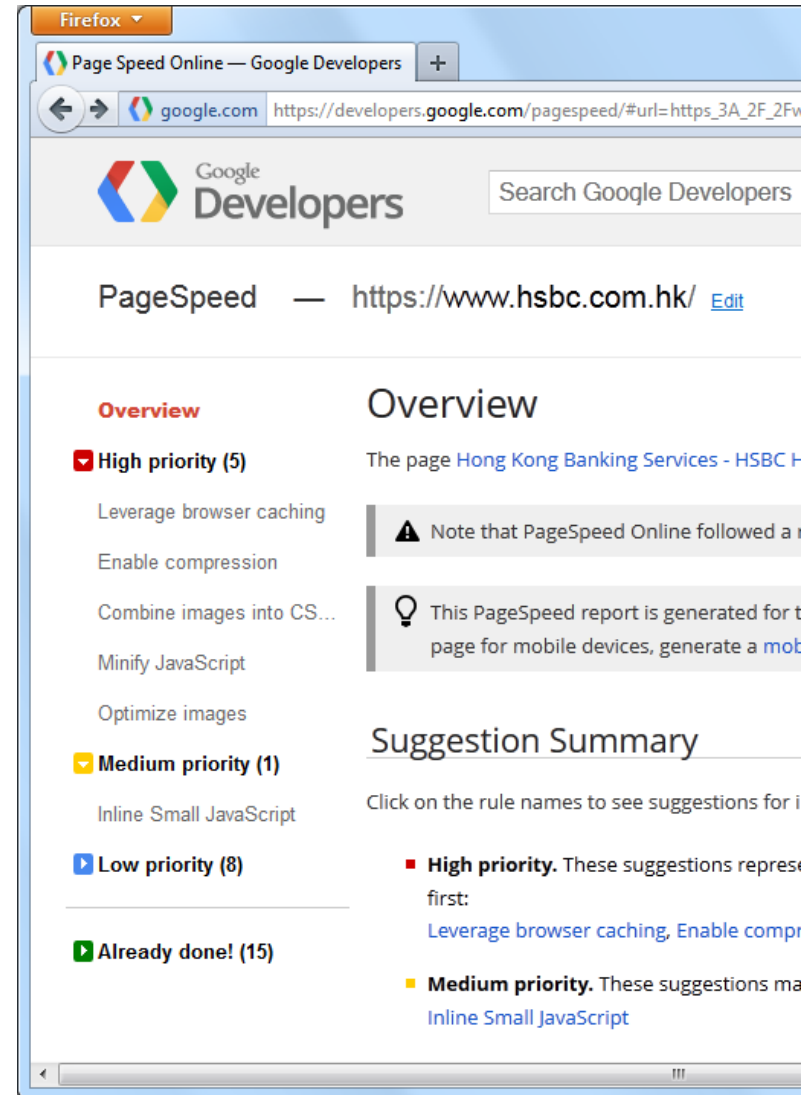 Firefox
Page Speed Online — Google Developers
google.com https://developers.google.com/pagespeed/#url=https_3A_2F_2Fw
Google
Developers
Search Google Developers
PageSpeed — https://www.hsbc.com.hk/ Edit
Overview
High priority (5)
Leverage browser caching
Enable compression
Combine images into CS...
Minify JavaScript
Optimize images
Medium priority (1)
Inline Small JavaScript
Low priority (8)
Already done! (15)
Overview
The page Hong Kong Banking Services - HSBC H
Note that PageSpeed Online followed a r
This PageSpeed report is generated for t
page for mobile devices, generate a mob
Suggestion Summary
Click on the rule names to see suggestions for i
High priority. These suggestions represe
first:
Leverage browser caching, Enable compr
Medium priority. These suggestions ma
Inline Small JavaScript